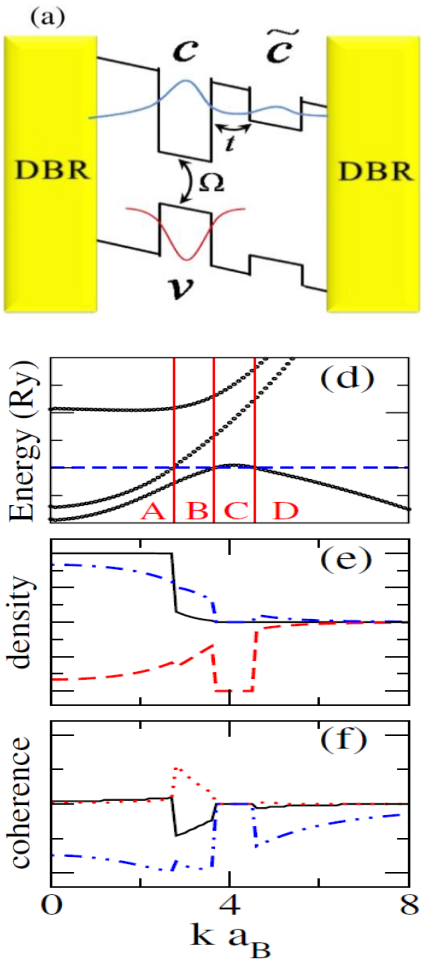 (a)
c c̃
DBR t DBR
Ω
v
Energy (Ry)
(d)
A B C D
density
(e)
coherence
(f)
0 4 8
k a_B